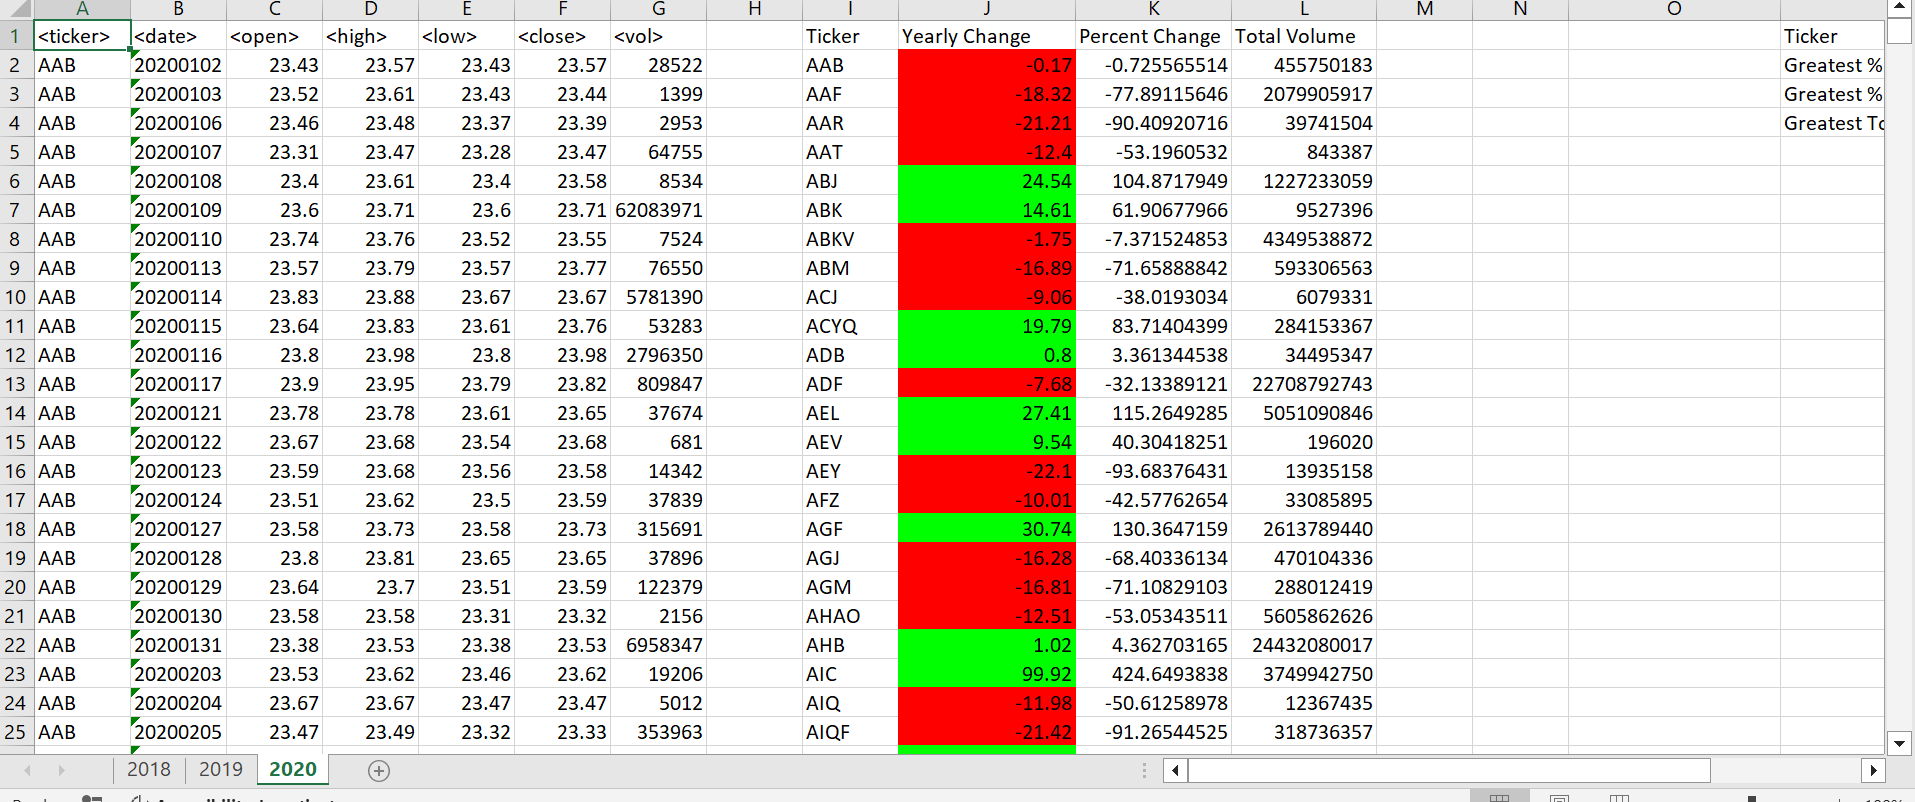 A B C D E F G H I J K L M N O
1 <ticker> <date> <open> <high> <low> <close> <vol> Ticker Yearly Change Percent Change Total Volume Ticker
2 AAB 20200102 23.43 23.57 23.43 23.57 28522 AAB -0.17 -0.725565514 455750183 Greatest %
3 AAB 20200103 23.52 23.61 23.43 23.44 1399 AAF -18.32 -77.89115646 2079905917 Greatest %
4 AAB 20200106 23.46 23.48 23.37 23.39 2953 AAR -21.21 -90.40920716 39741504 Greatest To
5 AAB 20200107 23.31 23.47 23.28 23.47 64755 AAT -12.4 -53.1960532 843387
6 AAB 20200108 23.4 23.61 23.4 23.58 8534 ABJ 24.54 104.8717949 1227233059
7 AAB 20200109 23.6 23.71 23.6 23.71 62083971 ABK 14.61 61.90677966 9527396
8 AAB 20200110 23.74 23.76 23.52 23.55 7524 ABKV -1.75 -7.371524853 4349538872
9 AAB 20200113 23.57 23.79 23.57 23.77 76550 ABM -16.89 -71.65888842 593306563
10 AAB 20200114 23.83 23.88 23.67 23.67 5781390 ACJ -9.06 -38.0193034 6079331
11 AAB 20200115 23.64 23.83 23.61 23.76 53283 ACYQ 19.79 83.71404399 284153367
12 AAB 20200116 23.8 23.98 23.8 23.98 2796350 ADB 0.8 3.361344538 34495347
13 AAB 20200117 23.9 23.95 23.79 23.82 809847 ADF -7.68 -32.13389121 22708792743
14 AAB 20200121 23.78 23.78 23.61 23.65 37674 AEL 27.41 115.2649285 5051090846
15 AAB 20200122 23.67 23.68 23.54 23.68 681 AEV 9.54 40.30418251 196020
16 AAB 20200123 23.59 23.68 23.56 23.58 14342 AEY -22.1 -93.68376431 13935158
17 AAB 20200124 23.51 23.62 23.5 23.59 37839 AFZ -10.01 -42.57762654 33085895
18 AAB 20200127 23.58 23.73 23.58 23.73 315691 AGF 30.74 130.3647159 2613789440
19 AAB 20200128 23.8 23.81 23.65 23.65 37896 AGJ -16.28 -68.40336134 470104336
20 AAB 20200129 23.64 23.7 23.51 23.59 122379 AGM -16.81 -71.10829103 288012419
21 AAB 20200130 23.58 23.58 23.31 23.32 2156 AHAO -12.51 -53.05343511 5605862626
22 AAB 20200131 23.38 23.53 23.38 23.53 6958347 AHB 1.02 4.362703165 24432080017
23 AAB 20200203 23.53 23.62 23.46 23.62 19206 AIC 99.92 424.6493838 3749942750
24 AAB 20200204 23.67 23.67 23.47 23.47 5012 AIQ -11.98 -50.61258978 12367435
25 AAB 20200205 23.47 23.49 23.32 23.33 353963 AIQF -21.42 -91.26544525 318736357
2018 2019 2020